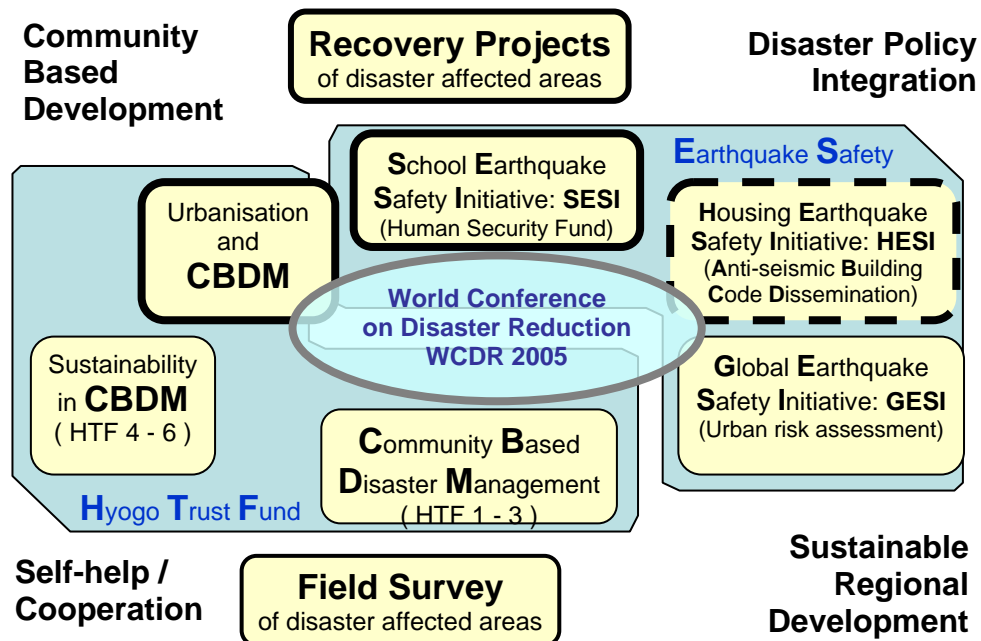 Community
Based
Development
Recovery Projects
of disaster affected areas
Disaster Policy
Integration
School Earthquake
Safety Initiative: SESI
(Human Security Fund)
Earthquake Safety
Urbanisation
and
CBDM
Housing Earthquake
Safety Initiative: HESI
(Anti-seismic Building
Code Dissemination)
World Conference
on Disaster Reduction
WCDR 2005
Sustainability
in CBDM
( HTF 4 - 6 )
Global Earthquake
Safety Initiative: GESI
(Urban risk assessment)
Community Based
Disaster Management
( HTF 1 - 3 )
Hyogo Trust Fund
Self-help /
Cooperation
Field Survey
of disaster affected areas
Sustainable
Regional
Development